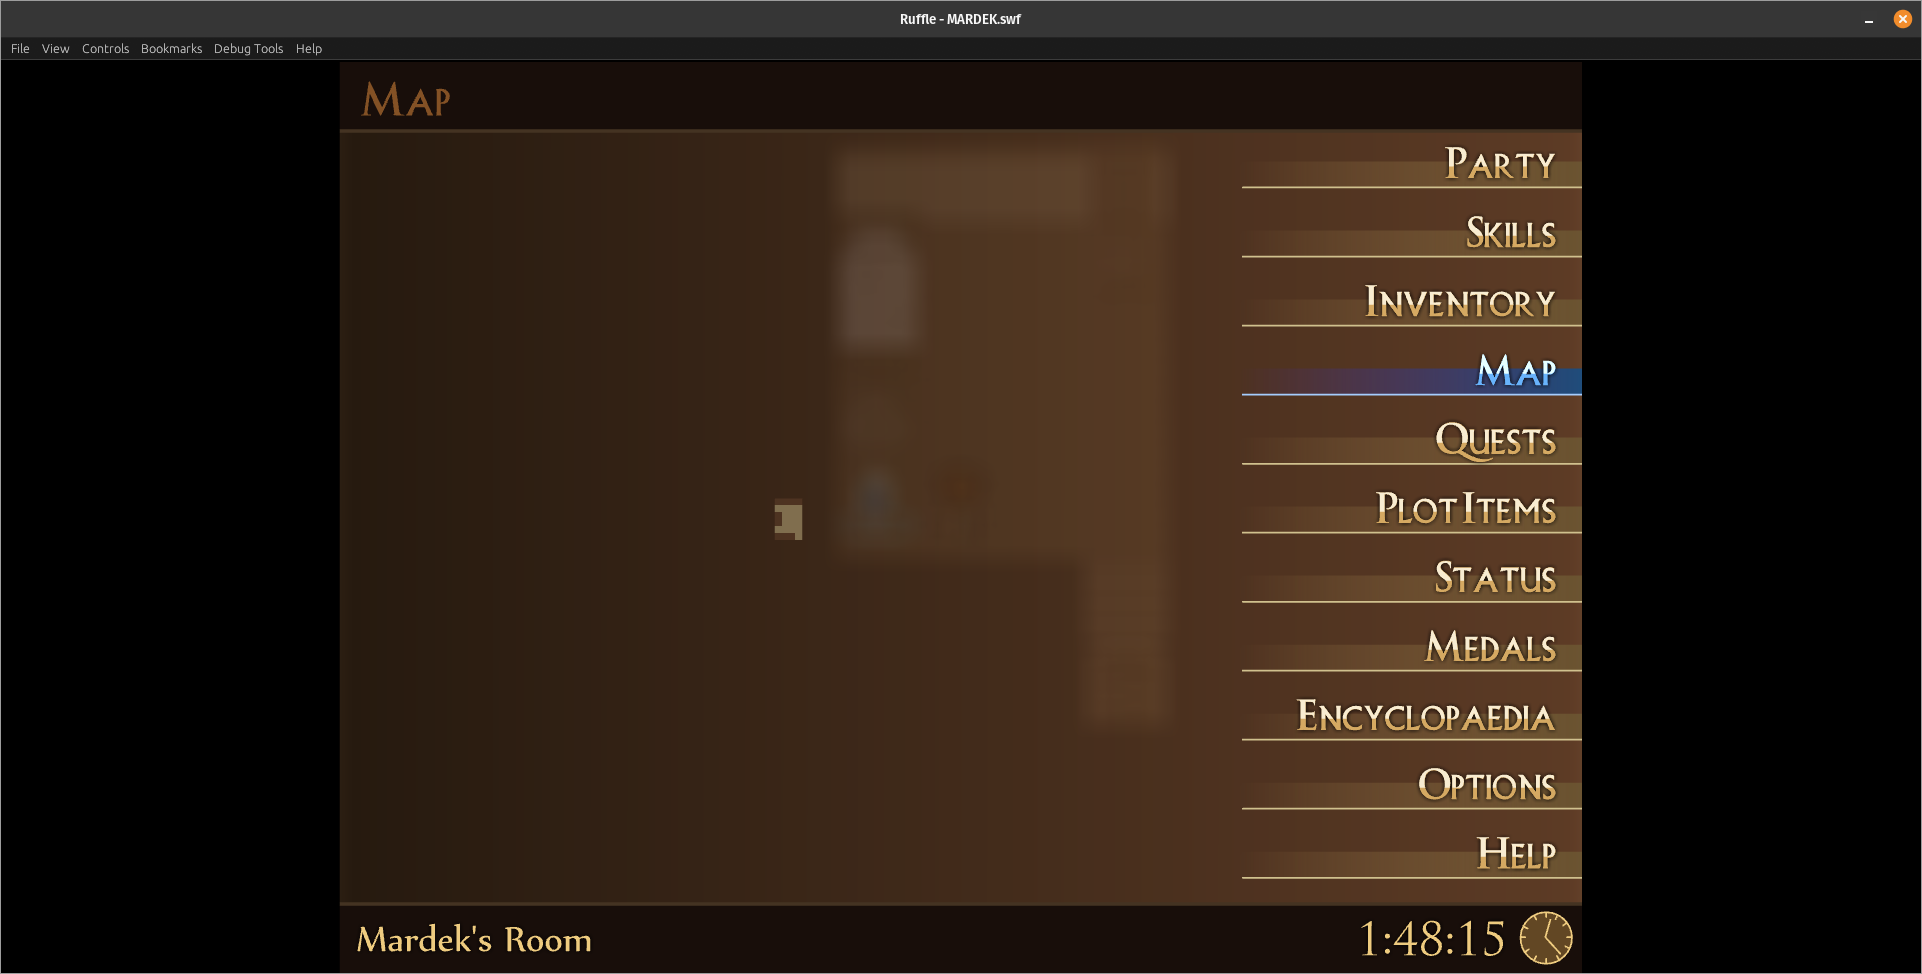 Ruffle - MARDEK.swf
File View Controls Bookmarks Debug Tools Help
Map
Party
Skills
Inventory
Map
Quests
Plot Items
Status
Medals
Encyclopaedia
Options
Help
Mardek's Room
1:48:15